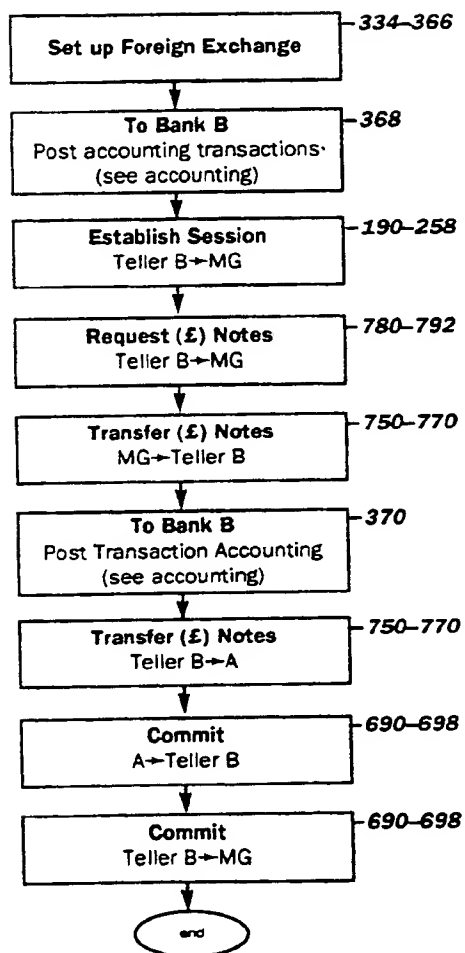 Set up Foreign Exchange
334–366
To Bank B
368
Post accounting transactions
(see accounting)
Establish Session
190–258
Teller B→MG
Request (£) Notes
780–792
Teller B→MG
Transfer (£) Notes
750–770
MG→Teller B
To Bank B
370
Post Transaction Accounting
(see accounting)
Transfer (£) Notes
750–770
Teller B→A
Commit
690–698
A→Teller B
Commit
690–698
Teller B→MG
end